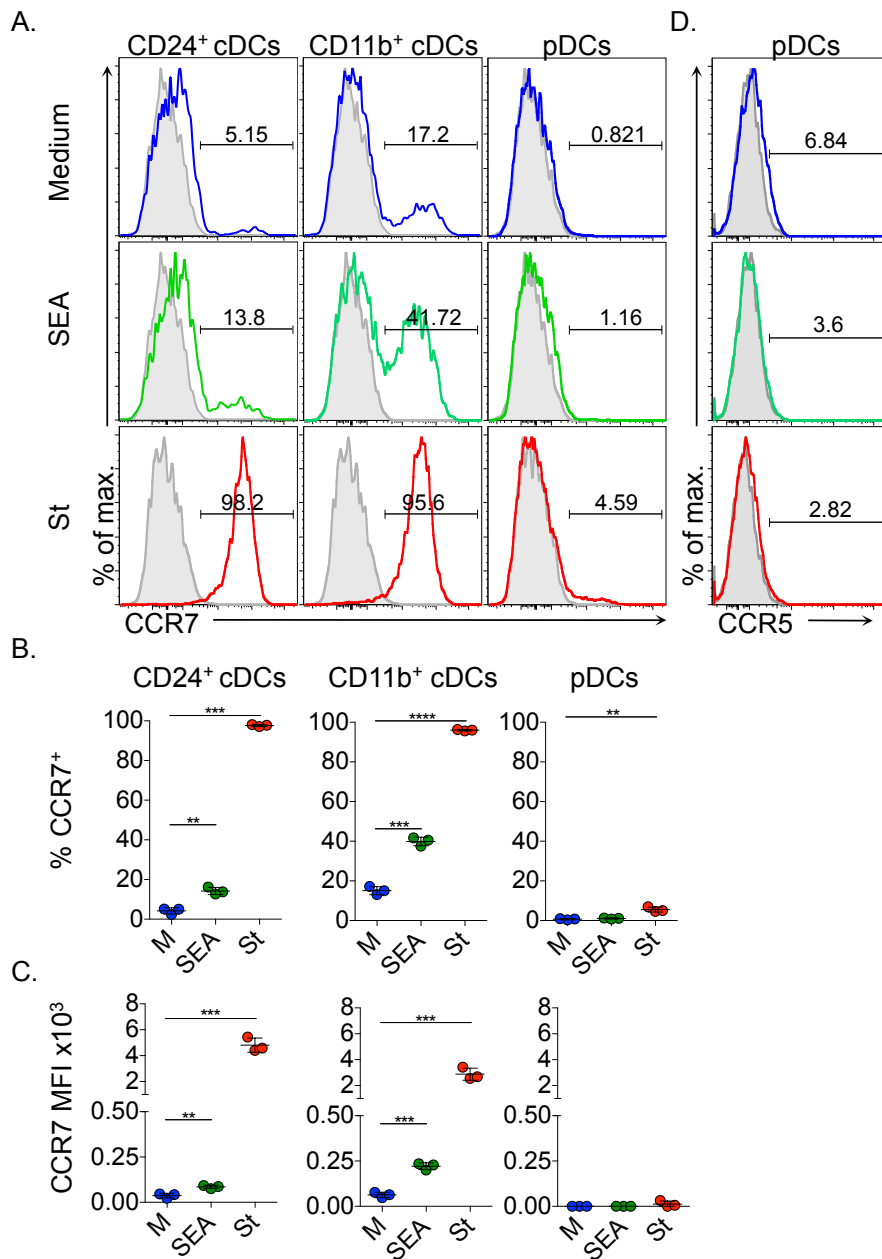 A.
D.
CD24+ cDCs CD11b+ cDCs pDCs pDCs
Medium
5.15 17.2 0.821 6.84
SEA
13.8 41.72 1.16 3.6
St
98.2 95.6 4.59 2.82
% of max.
% of max.
CCR7
CCR5
B.
CD24+ cDCs CD11b+ cDCs pDCs
% CCR7+
100 80 60 40 20 0
*** **
M SEA St
100 80 60 40 20 0
**** ***
M SEA St
100 80 60 40 20 0
**
M SEA St
C.
CCR7 MFI x10³
8 6 4 2 0.50 0.25 0.00
*** **
M SEA St
8 6 4 2 0.50 0.25 0.00
*** ***
M SEA St
8 6 4 2 0.50 0.25 0.00
M SEA St